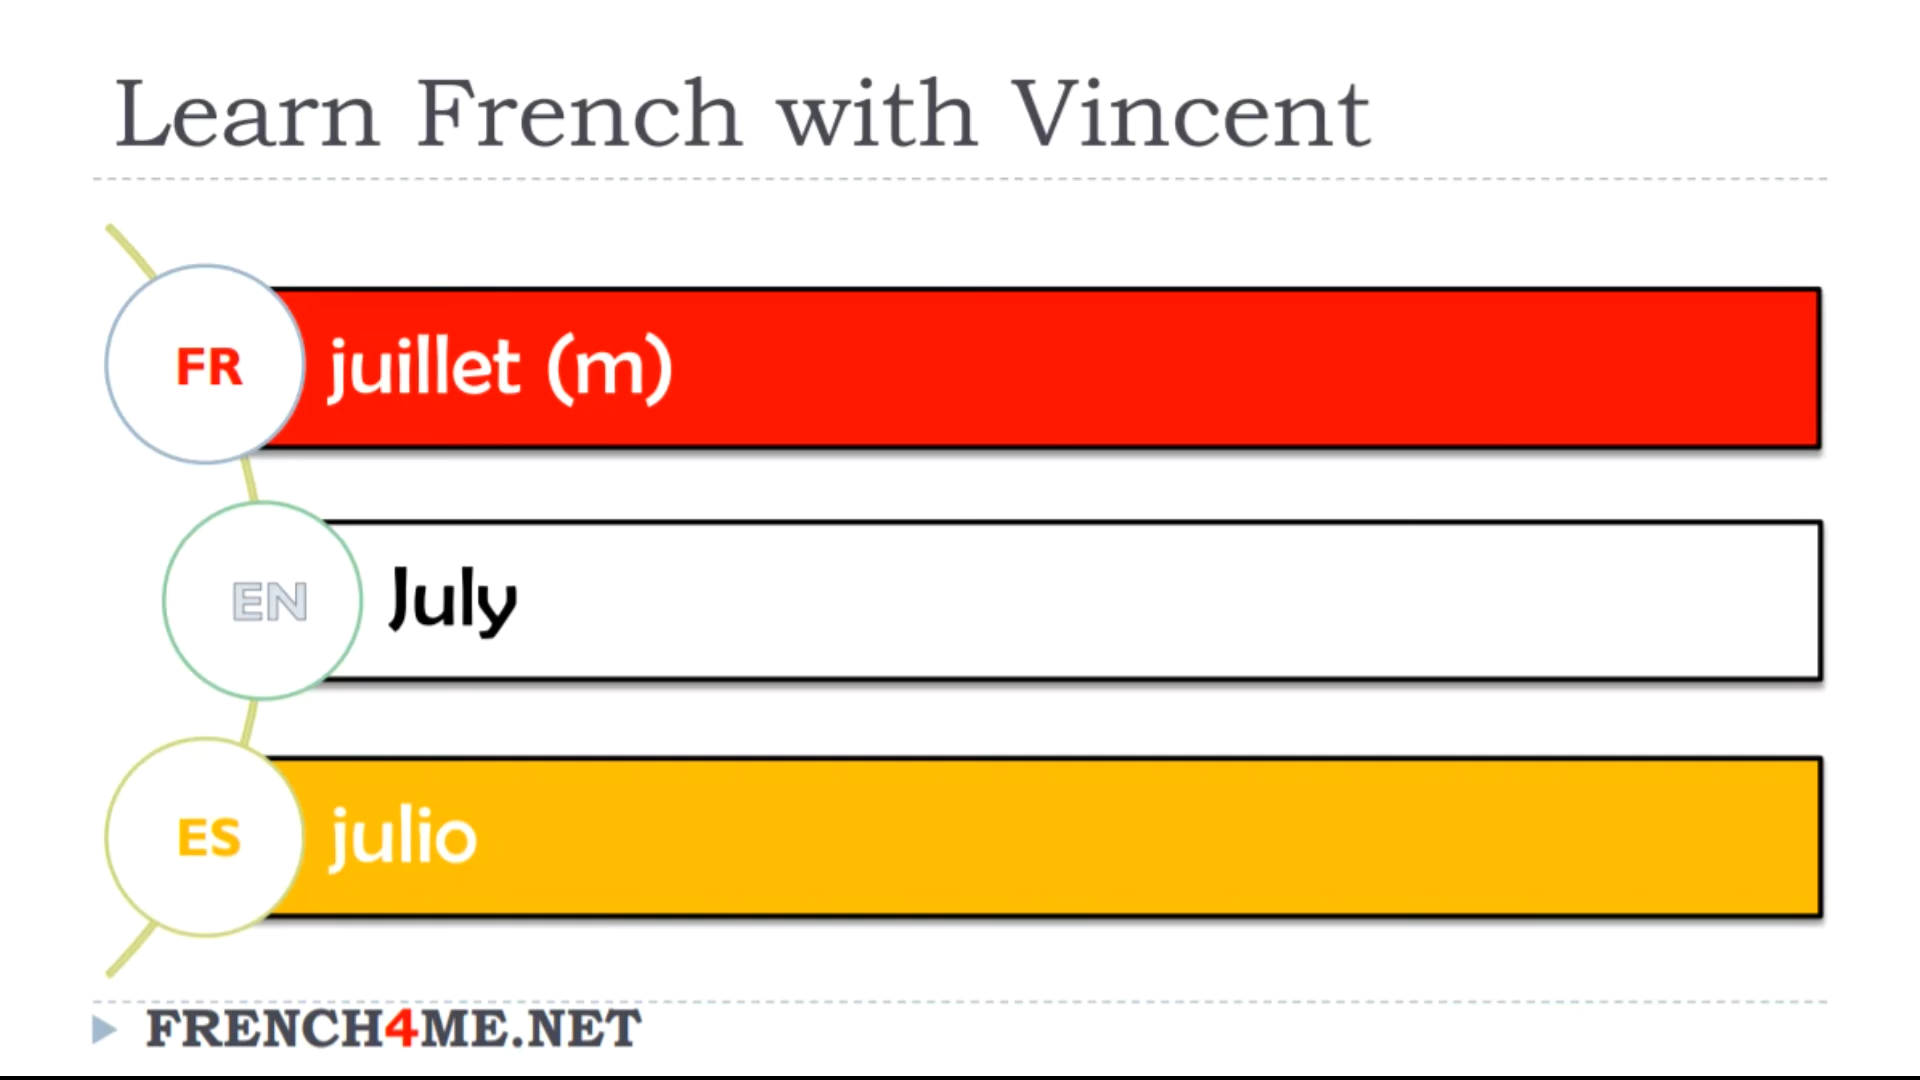 Learn French with Vincent
FR
juillet (m)
EN
July
ES
julio
FRENCH4ME.NET